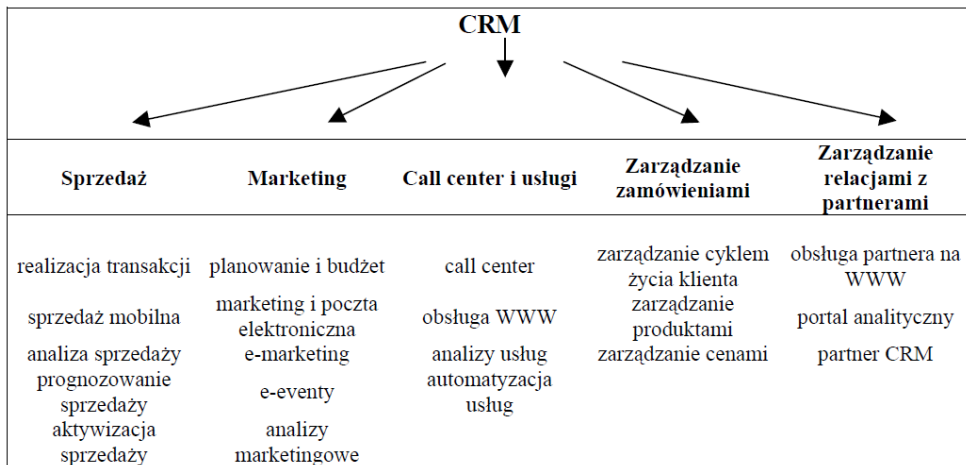 CRM
Sprzedaż
Marketing
Call center i usługi
Zarządzanie
zamówieniami
Zarządzanie
relacjami z
partnerami
realizacja transakcji
sprzedaż mobilna
analiza sprzedaży
prognozowanie
sprzedaży
aktywizacja
sprzedaży
planowanie i budżet
marketing i poczta
elektroniczna
e-marketing
e-eventy
analizy
marketingowe
call center
obsługa WWW
analizy usług
automatyzacja
usług
zarządzanie cyklem
życia klienta
zarządzanie
produktami
zarządzanie cenami
obsługa partnera na
WWW
portal analityczny
partner CRM